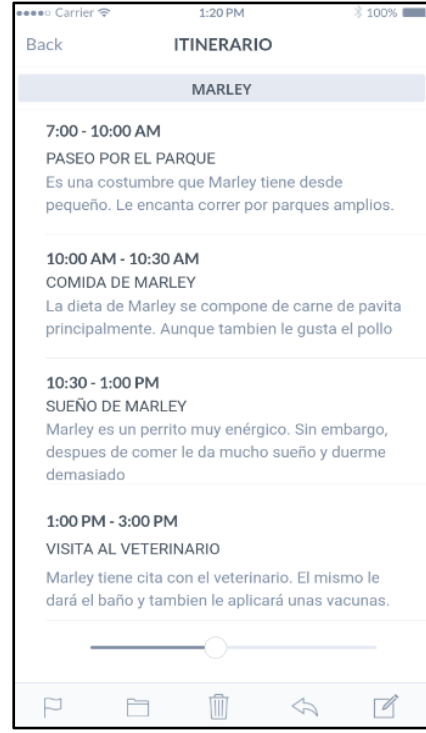 Carrier 1:20 PM 100%
Back ITINERARIO
MARLEY
7:00 - 10:00 AM
PASEO POR EL PARQUE
Es una costumbre que Marley tiene desde
pequeño. Le encanta correr por parques amplios.
10:00 AM - 10:30 AM
COMIDA DE MARLEY
La dieta de Marley se compone de carne de pavita
principalmente. Aunque tambien le gusta el pollo
10:30 - 1:00 PM
SUEÑO DE MARLEY
Marley es un perrito muy enérgico. Sin embargo,
despues de comer le da mucho sueño y duerme
demasiado
1:00 PM - 3:00 PM
VISITA AL VETERINARIO
Marley tiene cita con el veterinario. El mismo le
dará el baño y tambien le aplicará unas vacunas.